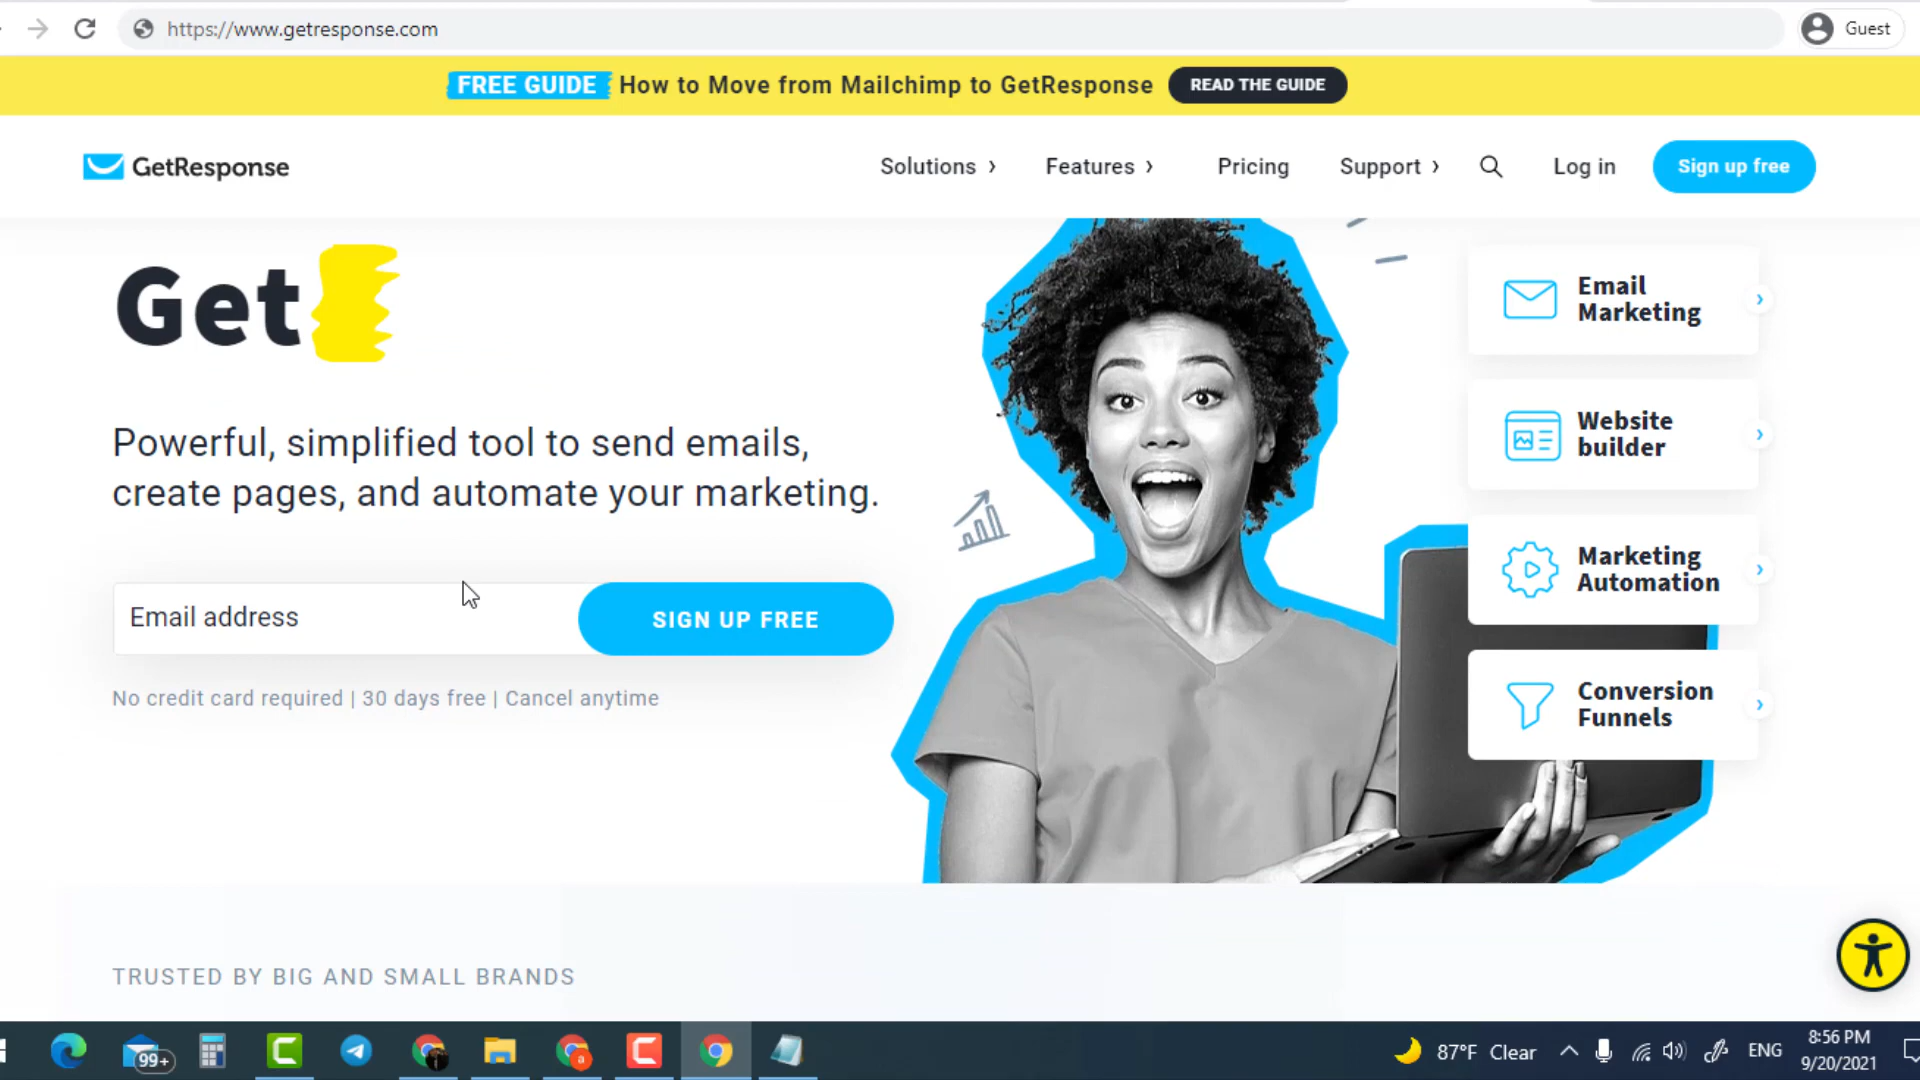 https://www.getresponse.com
Guest
FREE GUIDE How to Move from Mailchimp to GetResponse READ THE GUIDE
GetResponse
Solutions
Features
Pricing
Support
Log in
Sign up free
Get
Powerful, simplified tool to send emails,
create pages, and automate your marketing.
Email address
SIGN UP FREE
No credit card required | 30 days free | Cancel anytime
Email
Marketing
Website
builder
Marketing
Automation
Conversion
Funnels
TRUSTED BY BIG AND SMALL BRANDS
99+
a
87°F Clear
ENG
8:56 PM
9/20/2021